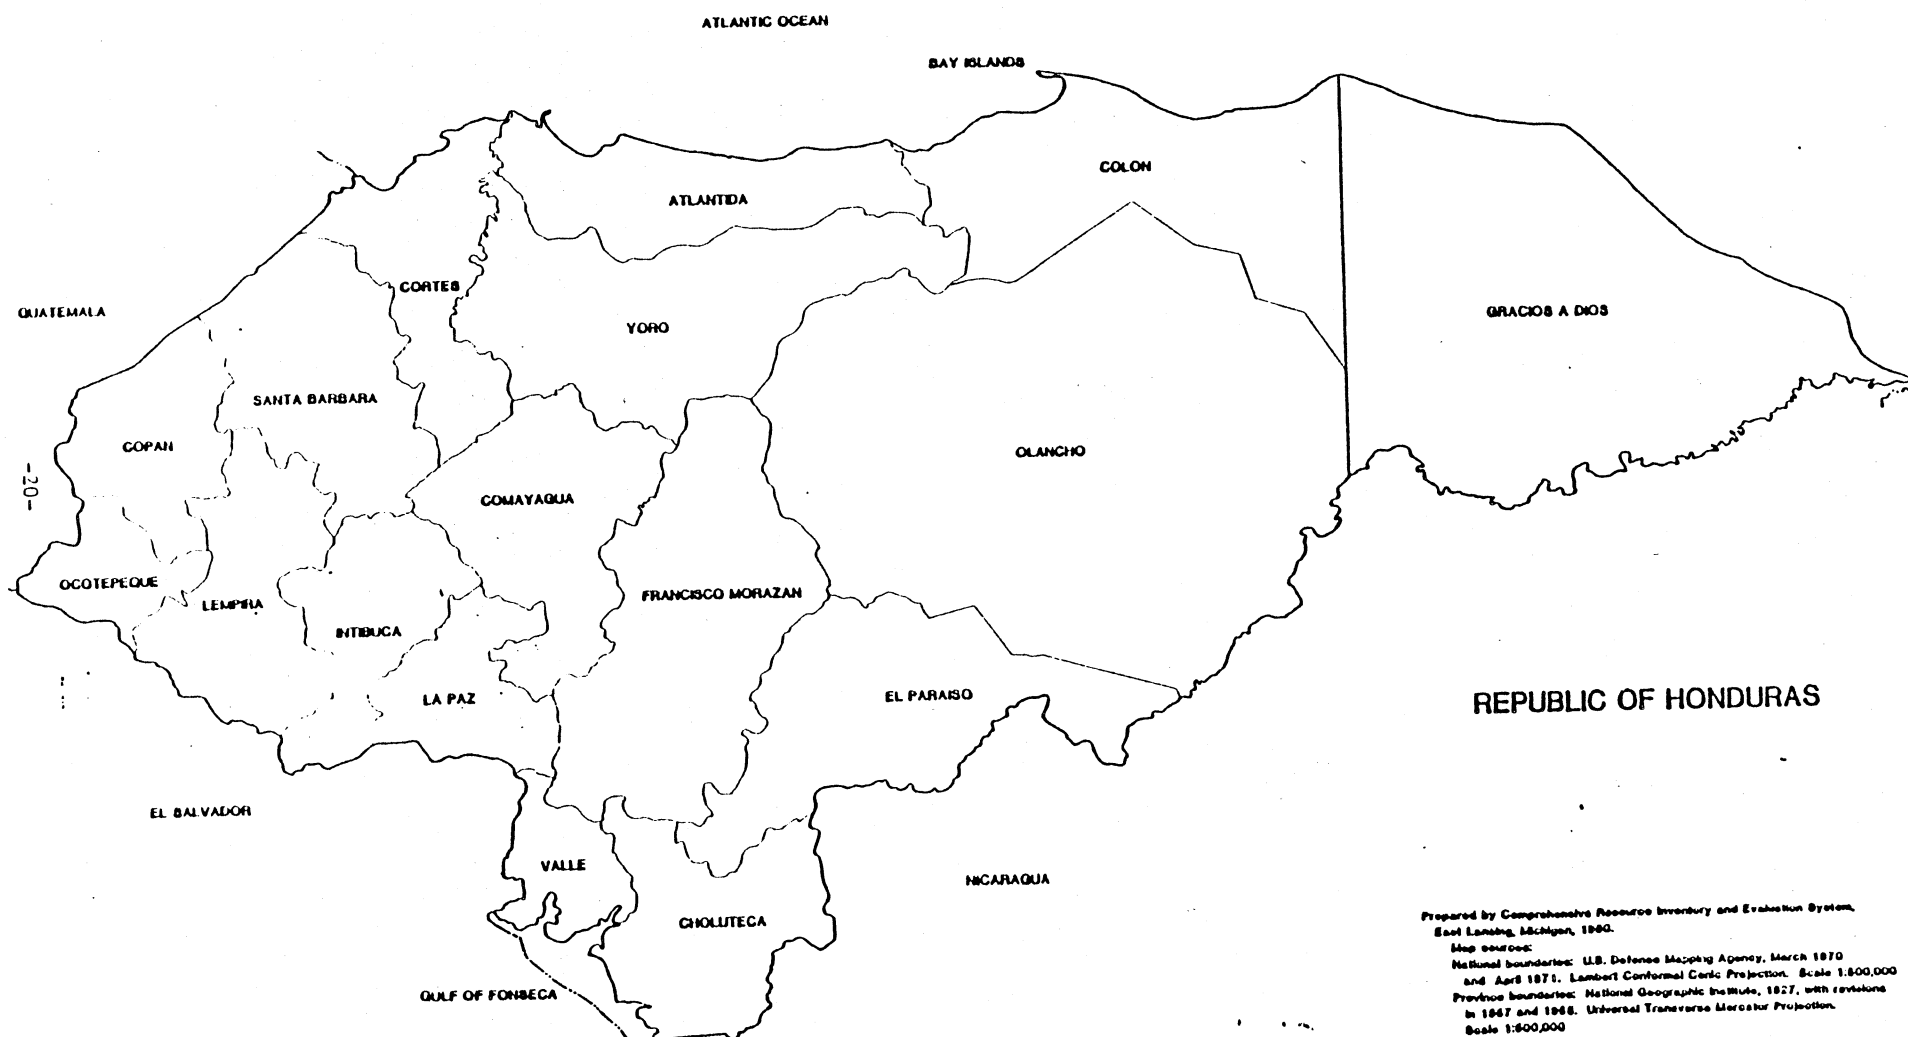 ATLANTIC OCEAN
BAY ISLANDS
COLON
ATLANTIDA
CORTES
GUATEMALA
YORO
GRACIOS A DIOS
SANTA BARBARA
COPAN
OLANCHO
-20-
COMAYAGUA
OCOTEPEQUE
LEMPIRA
FRANCISCO MORAZAN
INTIBUCA
LA PAZ
EL PARAISO
REPUBLIC OF HONDURAS
EL SALVADOR
VALLE
NICARAGUA
CHOLUTECA
GULF OF FONSECA
Prepared by Comprehensive Resource Inventory and Evaluation System,
East Lansing, Michigan, 1980.
Map sources:
National boundaries: U.S. Defense Mapping Agency, March 1970
and April 1971. Lambert Conformal Conic Projection. Scale 1:500,000
Province boundaries: National Geographic Institute, with revisions
in and Universal Transverse Mercator Projection.
Scale 1:500,000